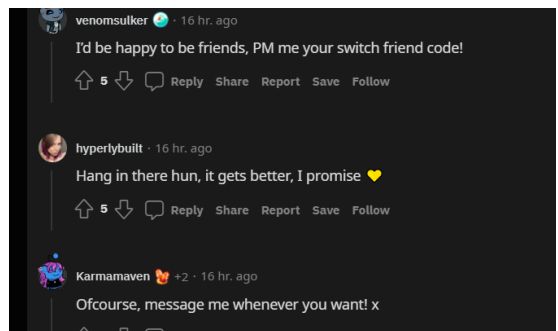 venomsulker · 16 hr. ago
I'd be happy to be friends, PM me your switch friend code!
5 Reply Share Report Save Follow
hyperlybuilt · 16 hr. ago
Hang in there hun, it gets better, I promise 💛
5 Reply Share Report Save Follow
Karmamaven +2 · 16 hr. ago
Ofcourse, message me whenever you want! x